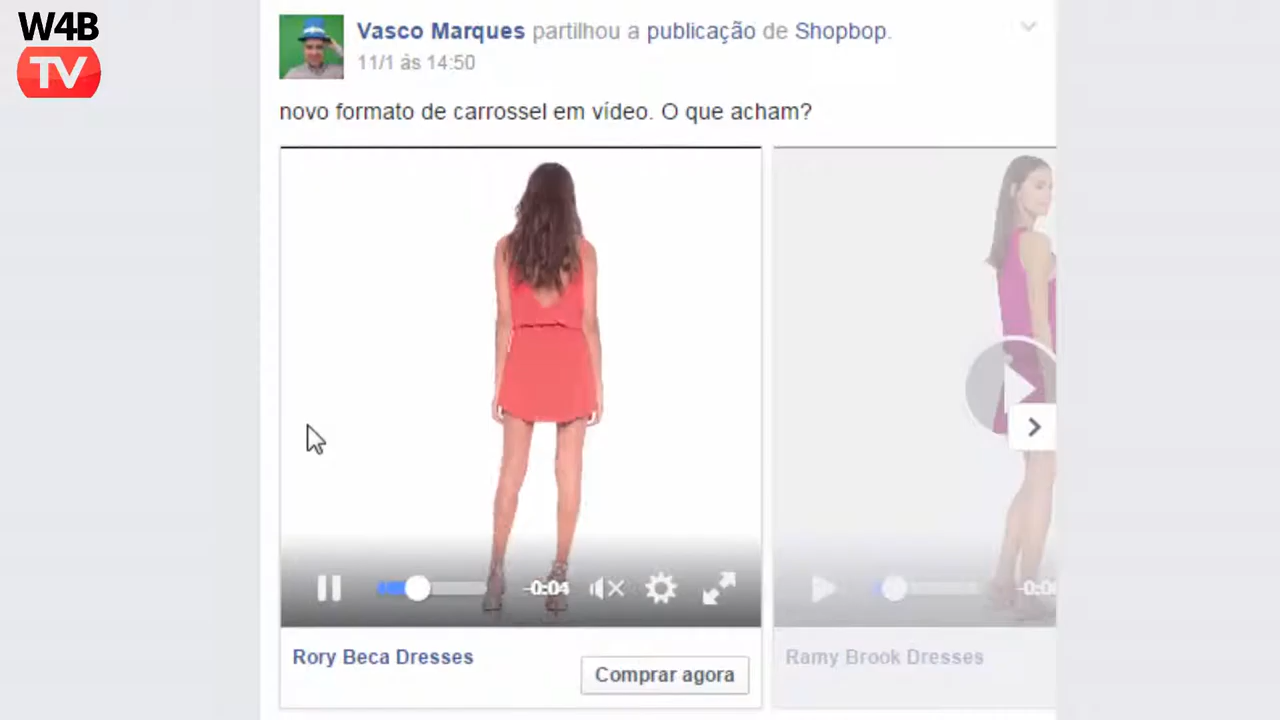 W4B
TV
Vasco Marques partilhou a publicação de Shopbop.
11/1 às 14:50
novo formato de carrossel em vídeo. O que acham?
-0:04
Rory Beca Dresses
Comprar agora
Ramy Brook Dresses